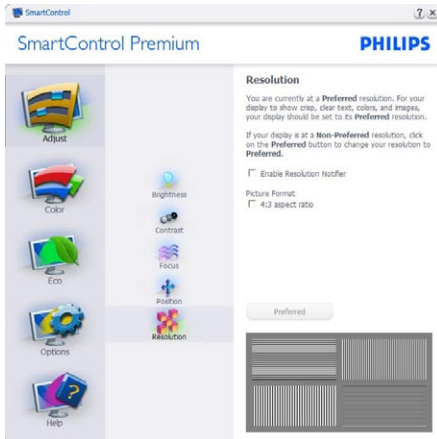 SmartControl
SmartControl Premium
PHILIPS
Adjust
Color
Eco
Options
Help
Brightness
Contrast
Focus
Position
Resolution
Resolution
You are currently at a Preferred resolution. For your
display to show crisp, clear text, colors, and images,
your display should be set to its Preferred resolution.
If your display is at a Non-Preferred resolution, click
on the Preferred button to change your resolution to
Preferred.
Enable Resolution Notifier
Picture Format
4:3 aspect ratio
Preferred